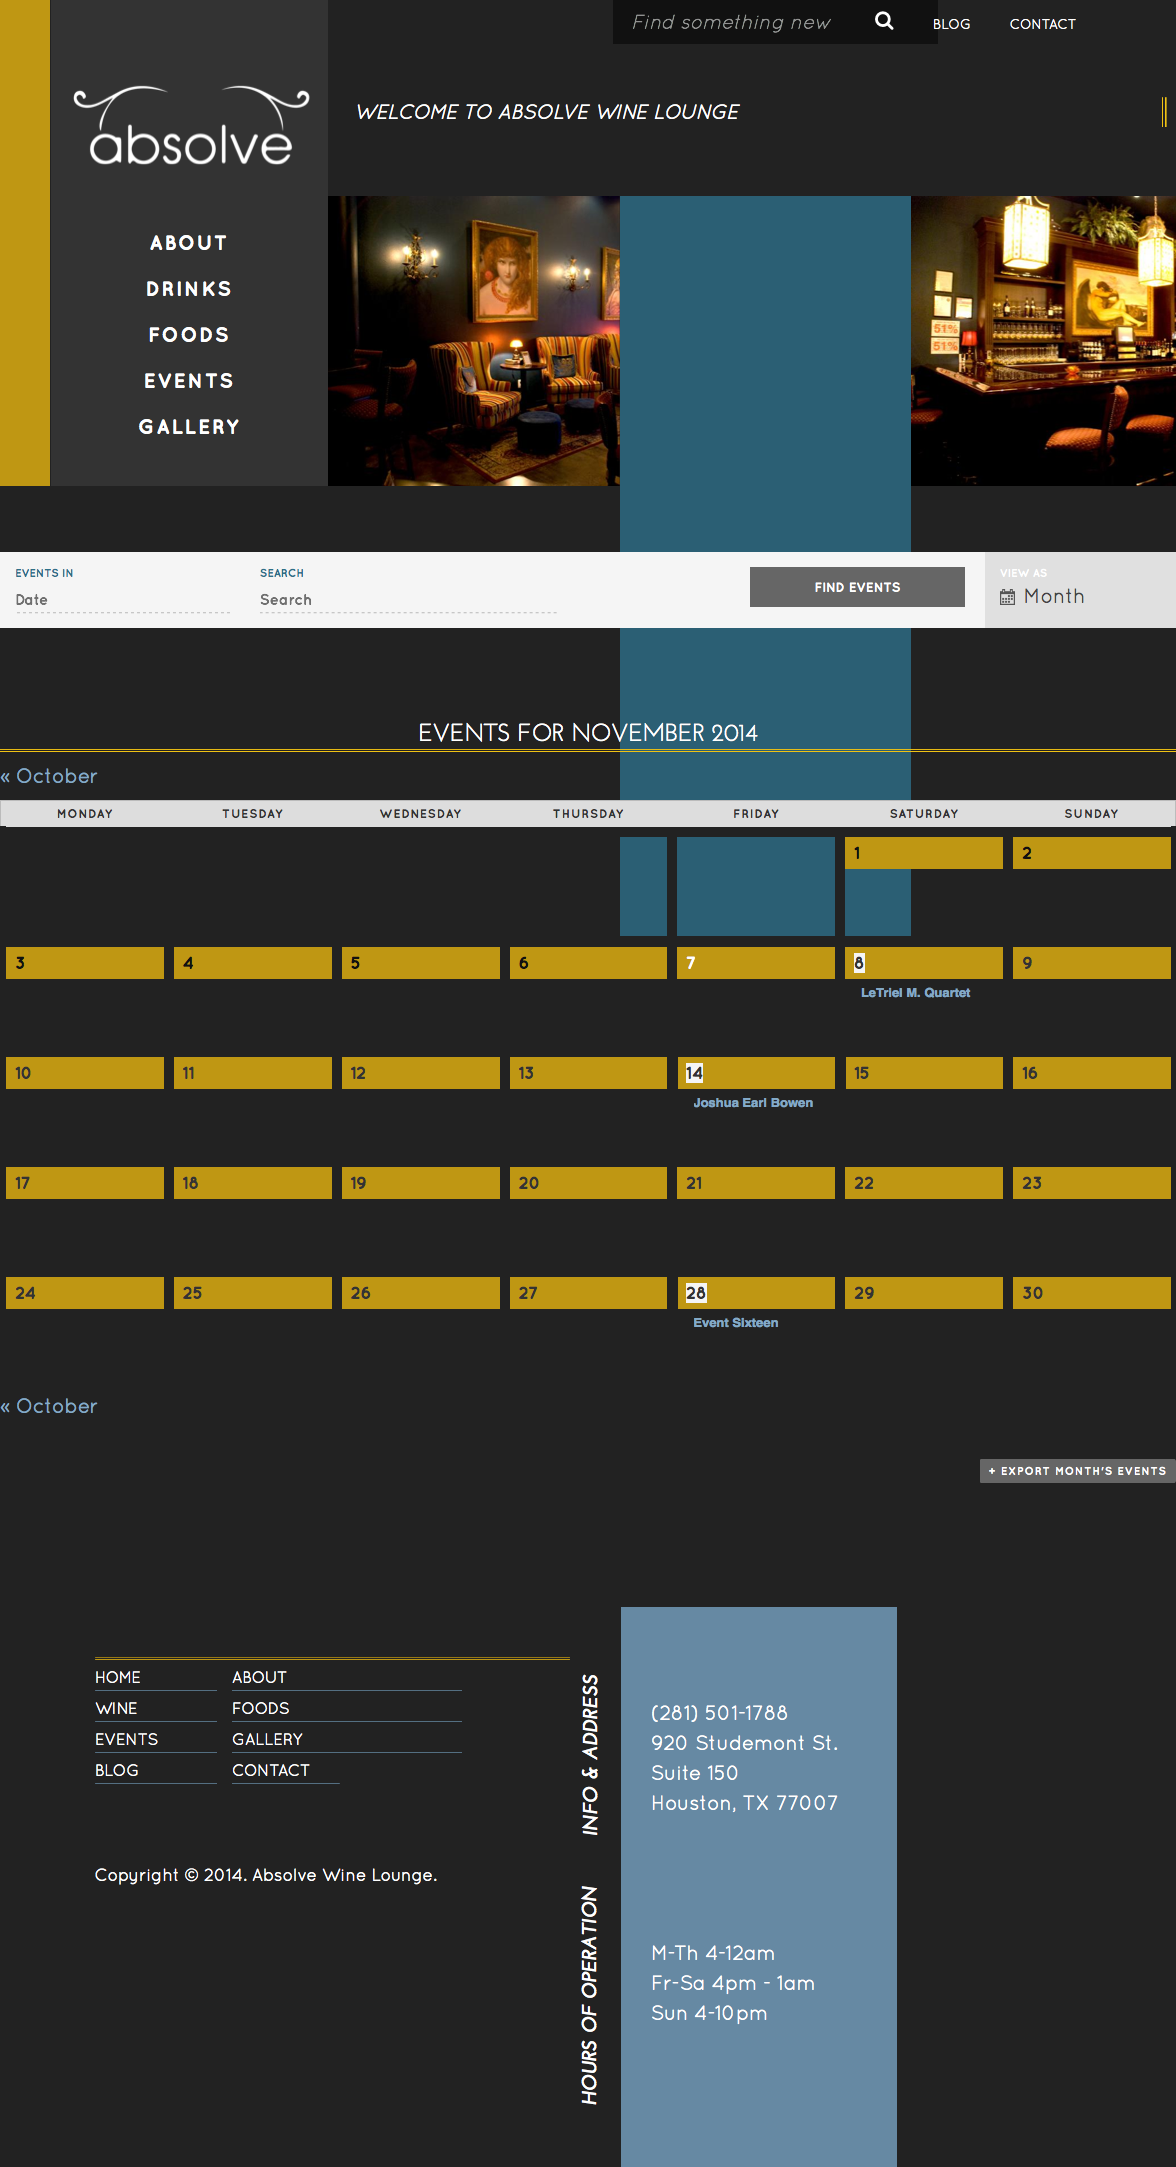 Find something new
BLOG
CONTACT
absolve
WELCOME TO ABSOLVE WINE LOUNGE
ABOUT
DRINKS
FOODS
EVENTS
GALLERY
51%
51%
EVENTS IN
Date
SEARCH
Search
FIND EVENTS
VIEW AS
Month
EVENTS FOR NOVEMBER 2014
« October
MONDAY TUESDAY WEDNESDAY THURSDAY FRIDAY SATURDAY SUNDAY
1 2
3 4 5 6 7 8 9
LeTriel M. Quartet
10 11 12 13 14 15 16
Joshua Earl Bowen
17 18 19 20 21 22 23
24 25 26 27 28 29 30
Event Sixteen
« October
+ EXPORT MONTH'S EVENTS
HOME ABOUT
WINE FOODS
EVENTS GALLERY
BLOG CONTACT
Copyright © 2014. Absolve Wine Lounge.
INFO & ADDRESS
(281) 501-1788
920 Studemont St.
Suite 150
Houston, TX 77007
HOURS OF OPERATION
M-Th 4-12am
Fr-Sa 4pm - 1am
Sun 4-10pm